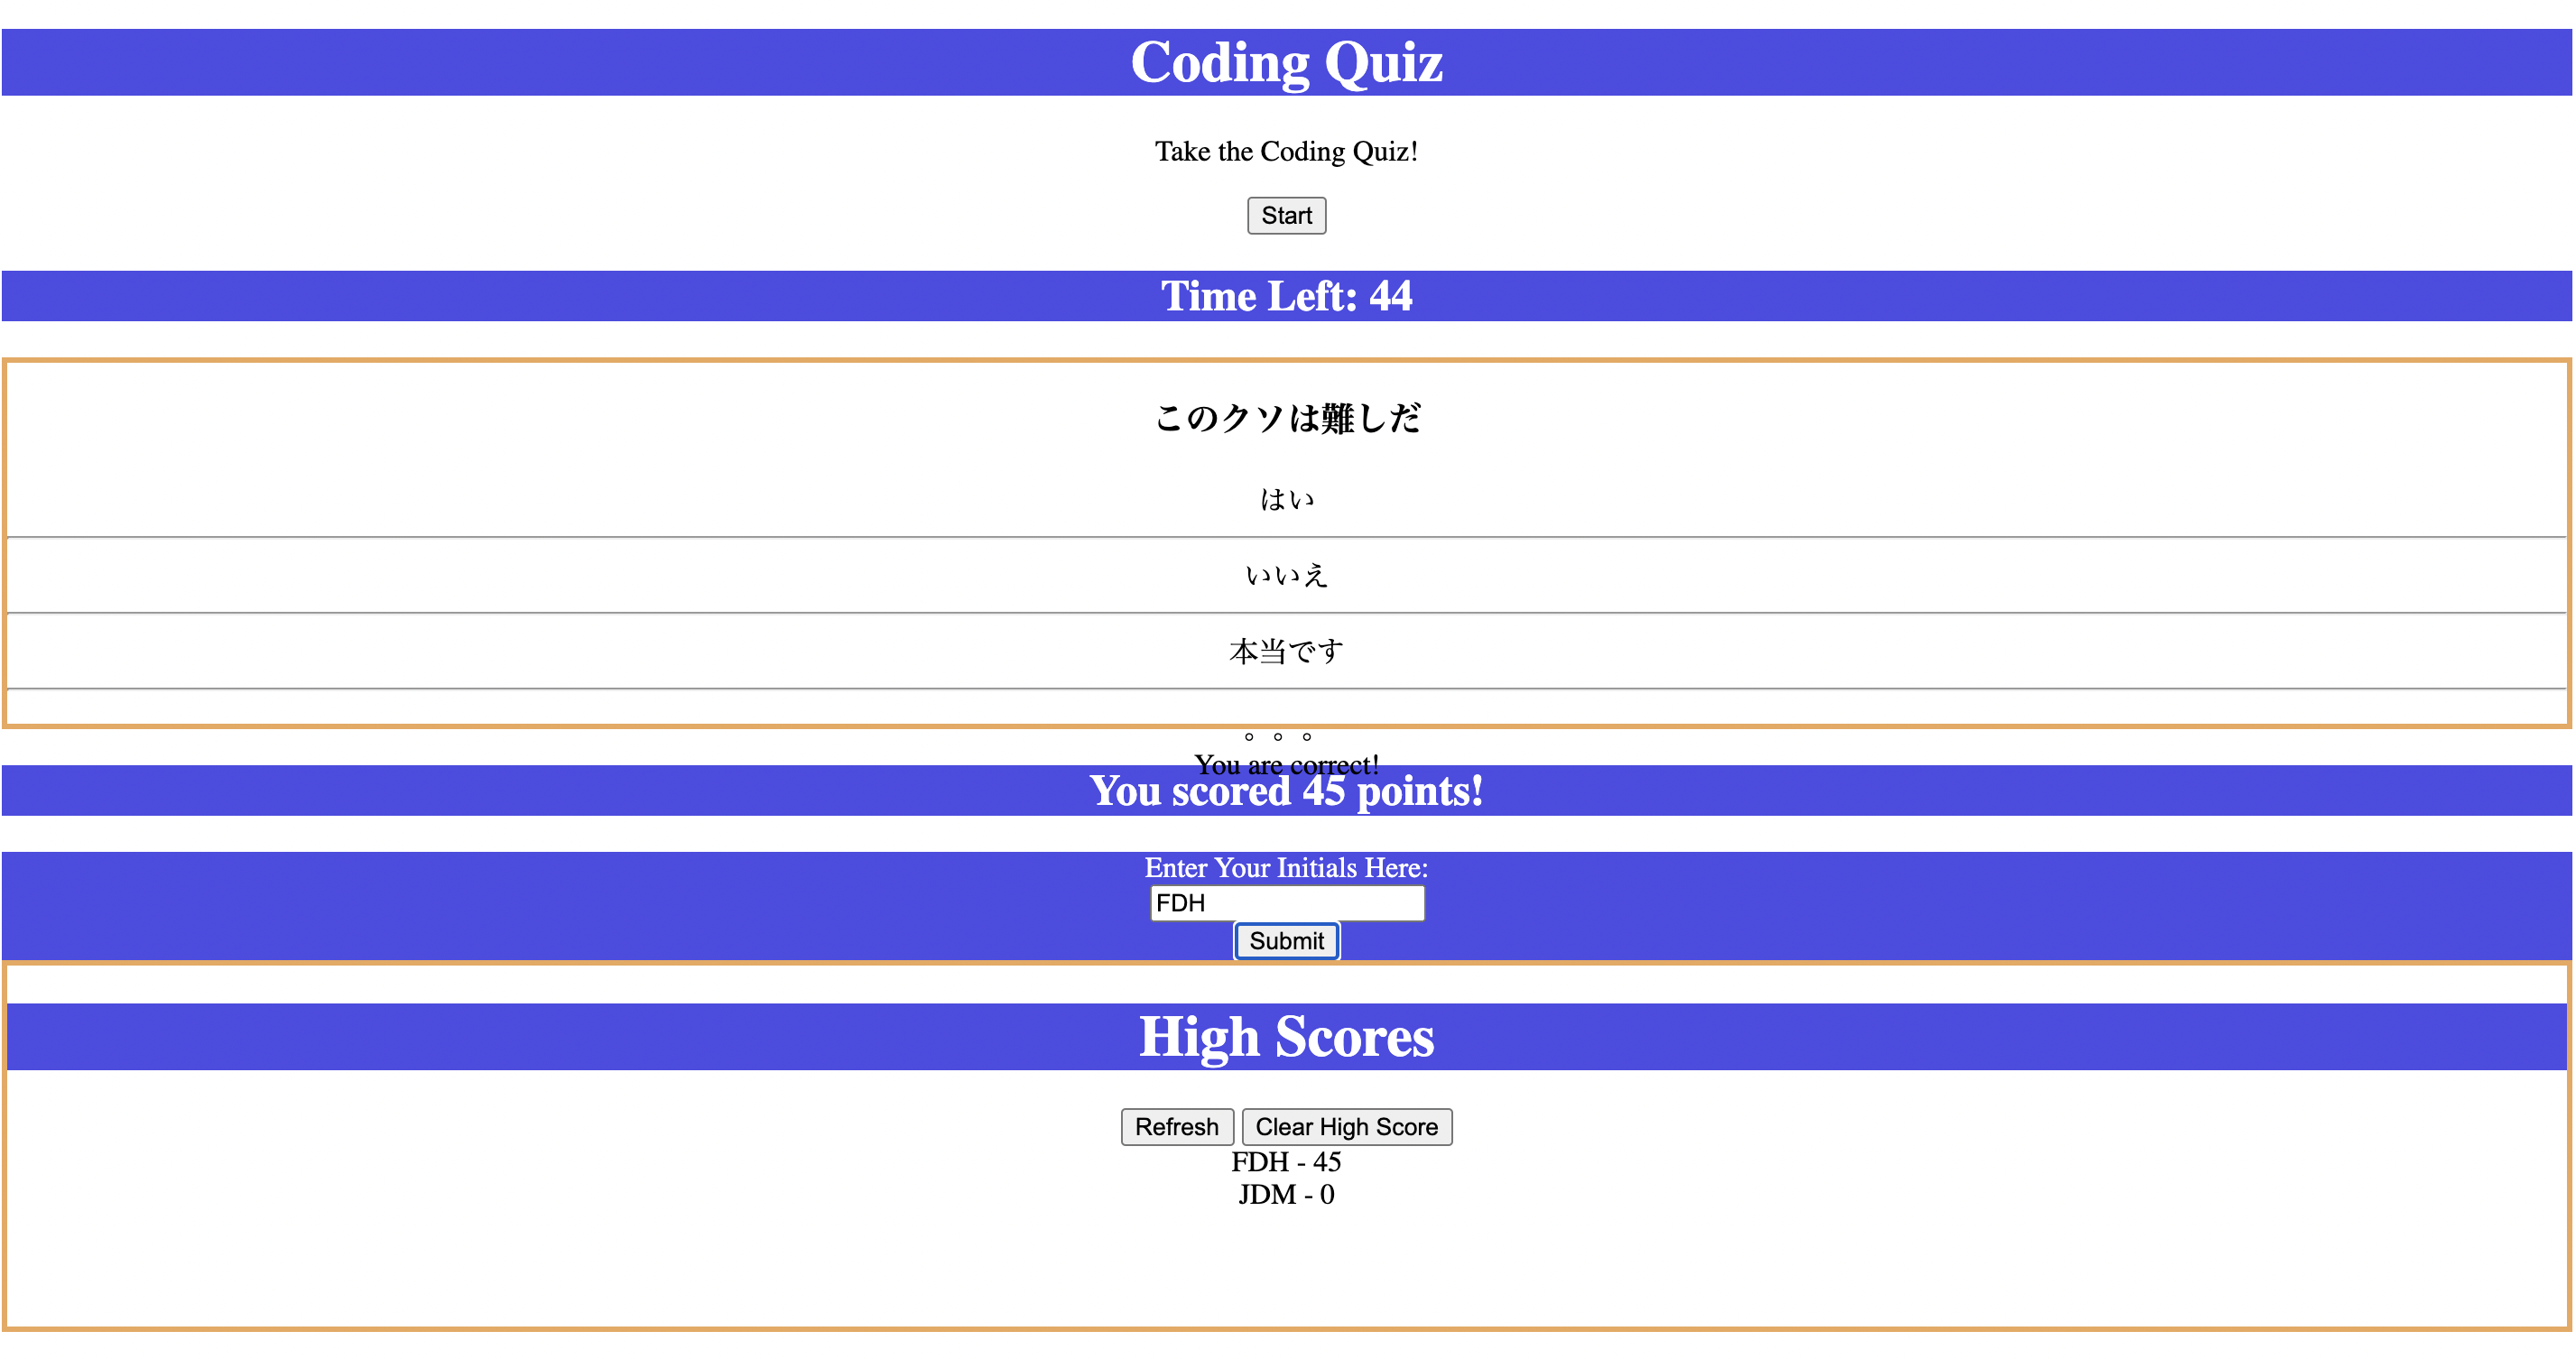 Coding Quiz
Take the Coding Quiz!
Start
Time Left: 44
このクソは難しだ
はい
いいえ
本当です
。。。
You are correct!
You scored 45 points!
Enter Your Initials Here:
FDH
Submit
High Scores
Refresh Clear High Score
FDH - 45
JDM - 0